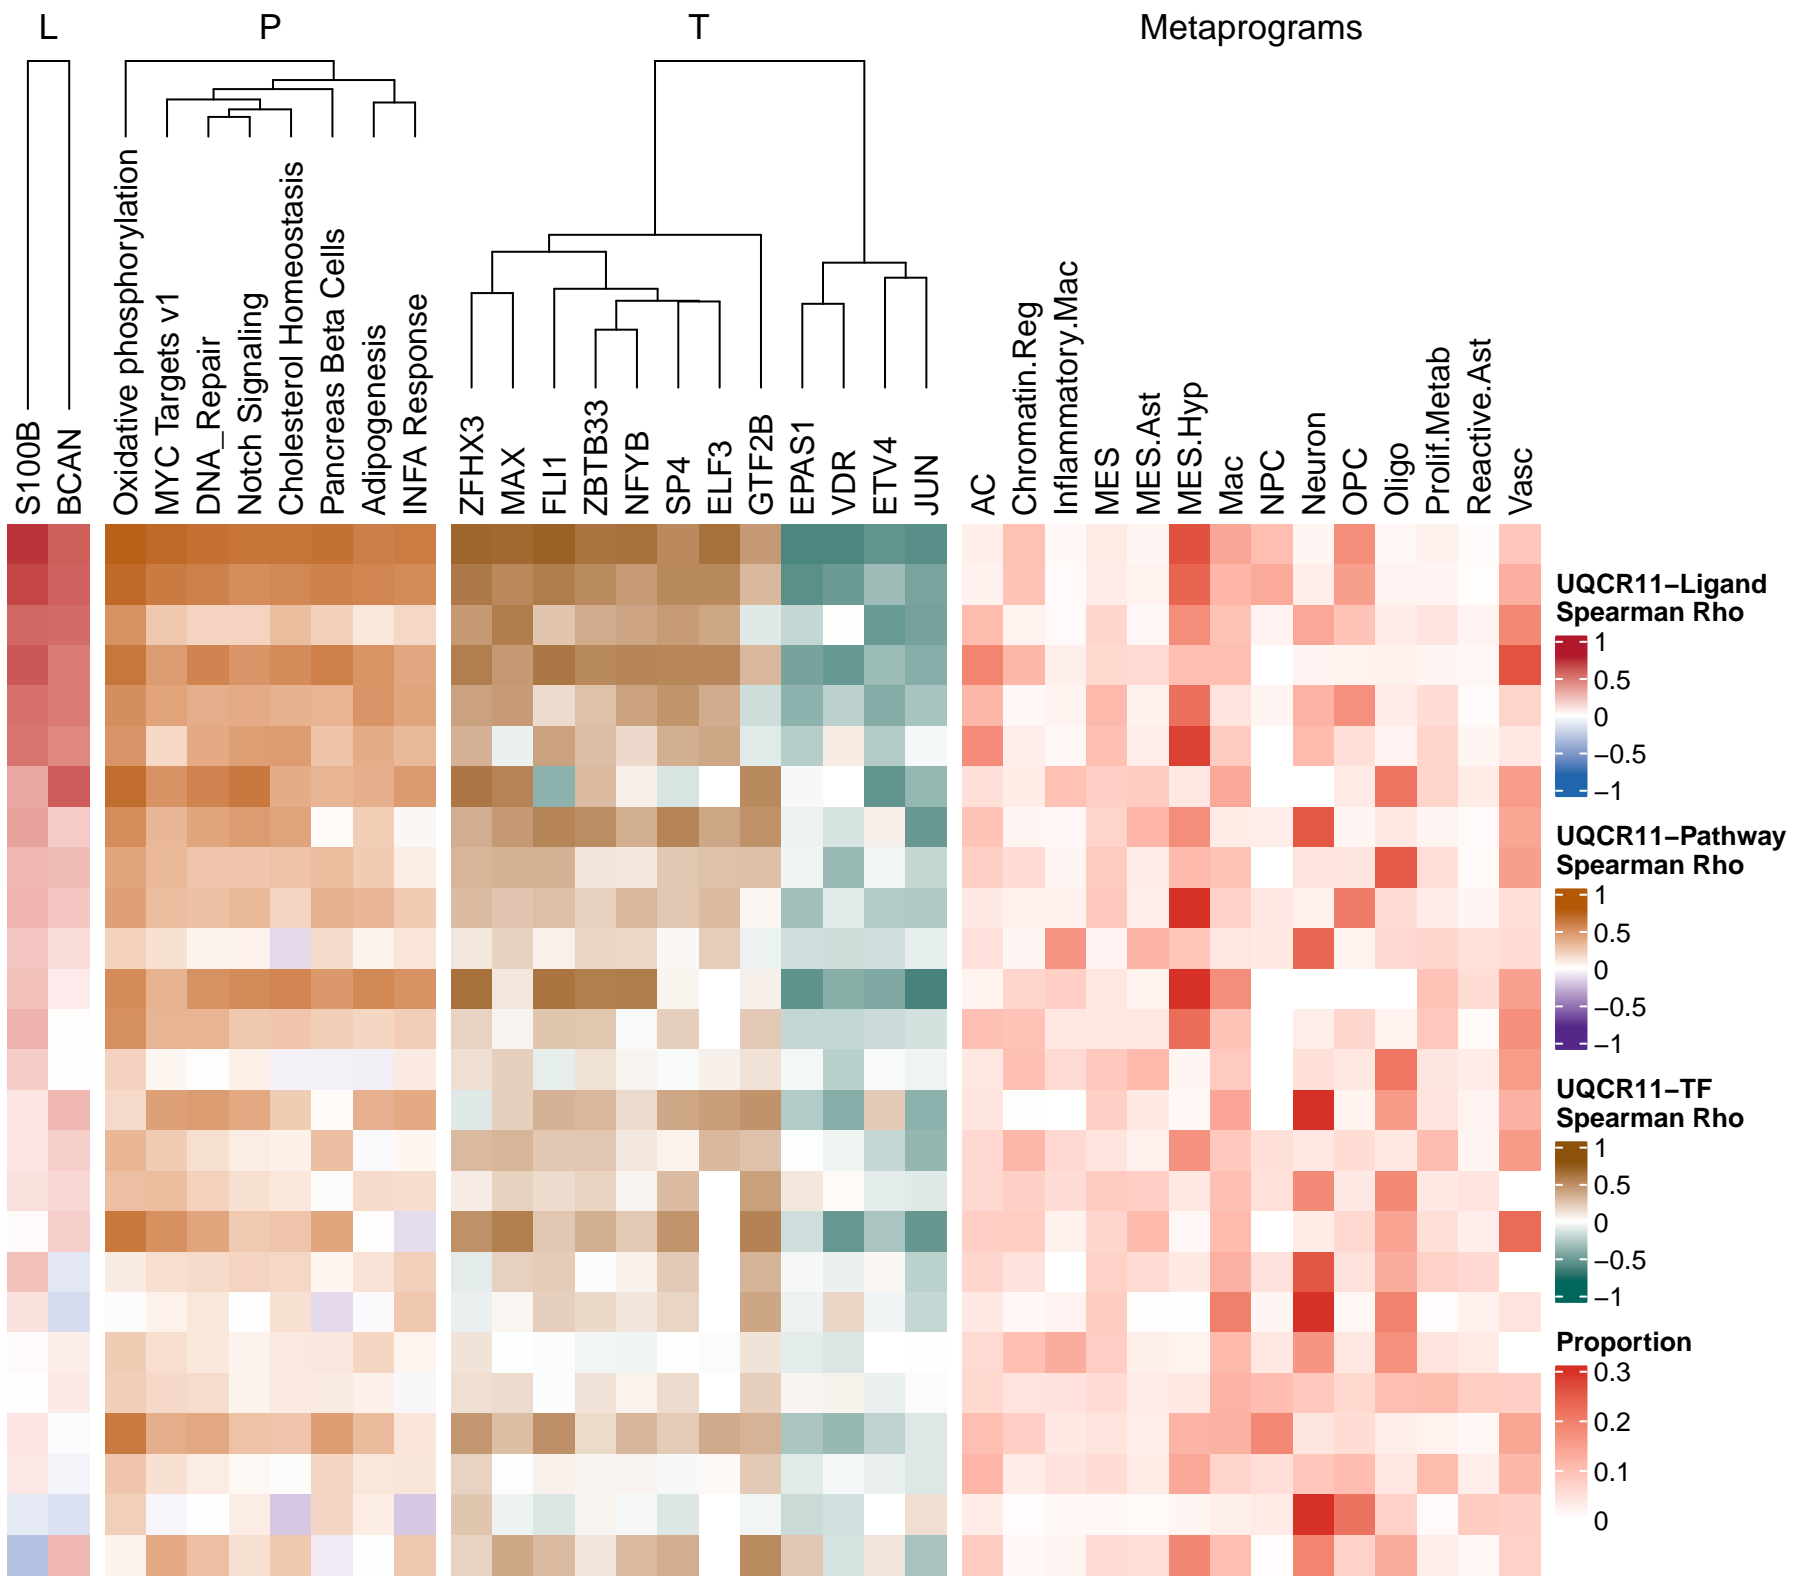 L
P
T
Metaprograms
S100B
BCAN
Oxidative phosphorylation
MYC Targets v1
DNA_Repair
Notch Signaling
Cholesterol Homeostasis
Pancreas Beta Cells
Adipogenesis
INFA Response
ZFHX3
MAX
FLI1
ZBTB33
NFYB
SP4
ELF3
GTF2B
EPAS1
VDR
ETV4
JUN
AC
Chromatin.Reg
Inflammatory.Mac
MES
MES.Ast
MES.Hyp
Mac
NPC
Neuron
OPC
Oligo
Prolif.Metab
Reactive.Ast
Vasc
UQCR11−Ligand
Spearman Rho
1
0.5
0
−0.5
−1
UQCR11−Pathway
Spearman Rho
1
0.5
0
−0.5
−1
UQCR11−TF
Spearman Rho
1
0.5
0
−0.5
−1
Proportion
0.3
0.2
0.1
0